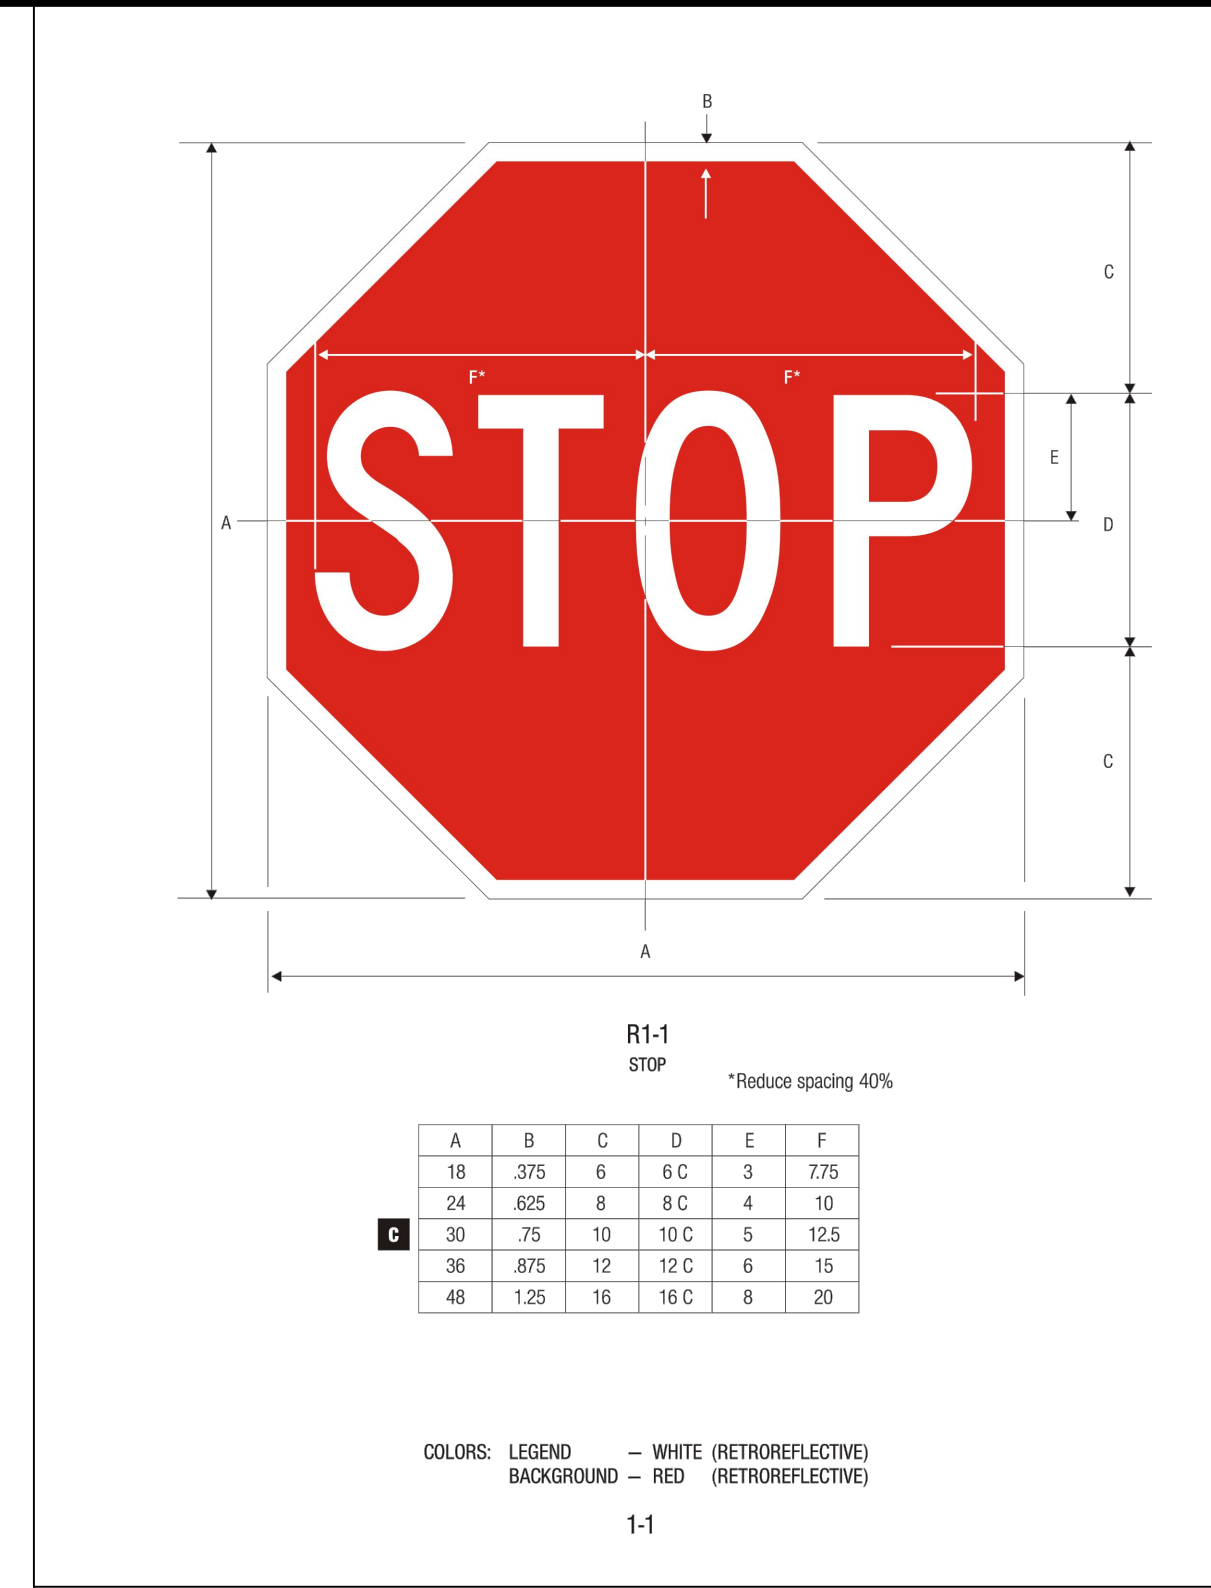 B
C
F* F*
STOP
E
A
D
C
A
R1-1
STOP
*Reduce spacing 40%
A B C D E F
18 .375 6 6 C 3 7.75
24 .625 8 8 C 4 10
C 30 .75 10 10 C 5 12.5
36 .875 12 12 C 6 15
48 1.25 16 16 C 8 20
COLORS: LEGEND – WHITE (RETROREFLECTIVE)
BACKGROUND – RED (RETROREFLECTIVE)
1-1